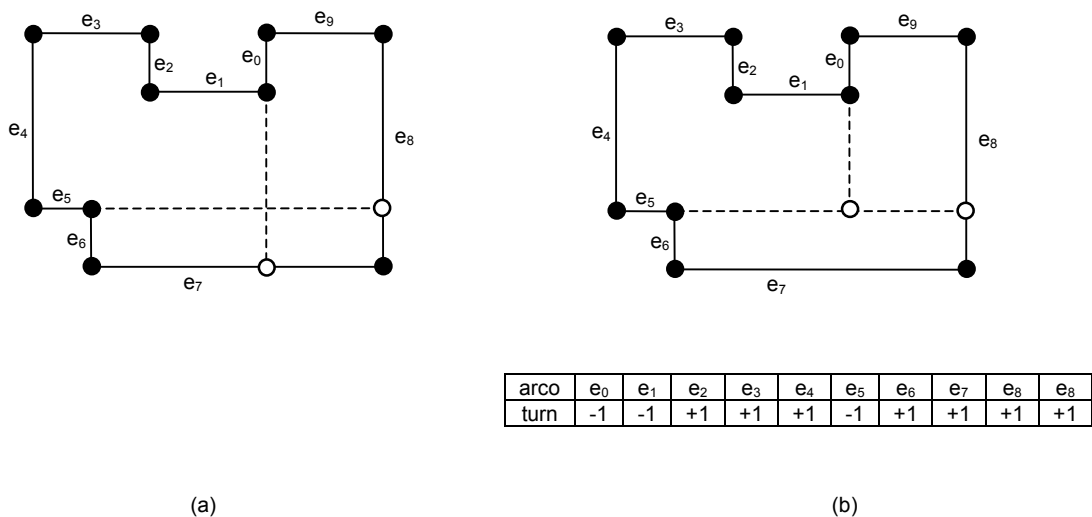 e3 e9
e2 e0
e1
e4 e8
e5
e6
e7
e3 e9
e2 e0
e1
e4 e8
e5
e6
e7
arco e0 e1 e2 e3 e4 e5 e6 e7 e8 e8
turn -1 -1 +1 +1 +1 -1 +1 +1 +1 +1
(a) (b)